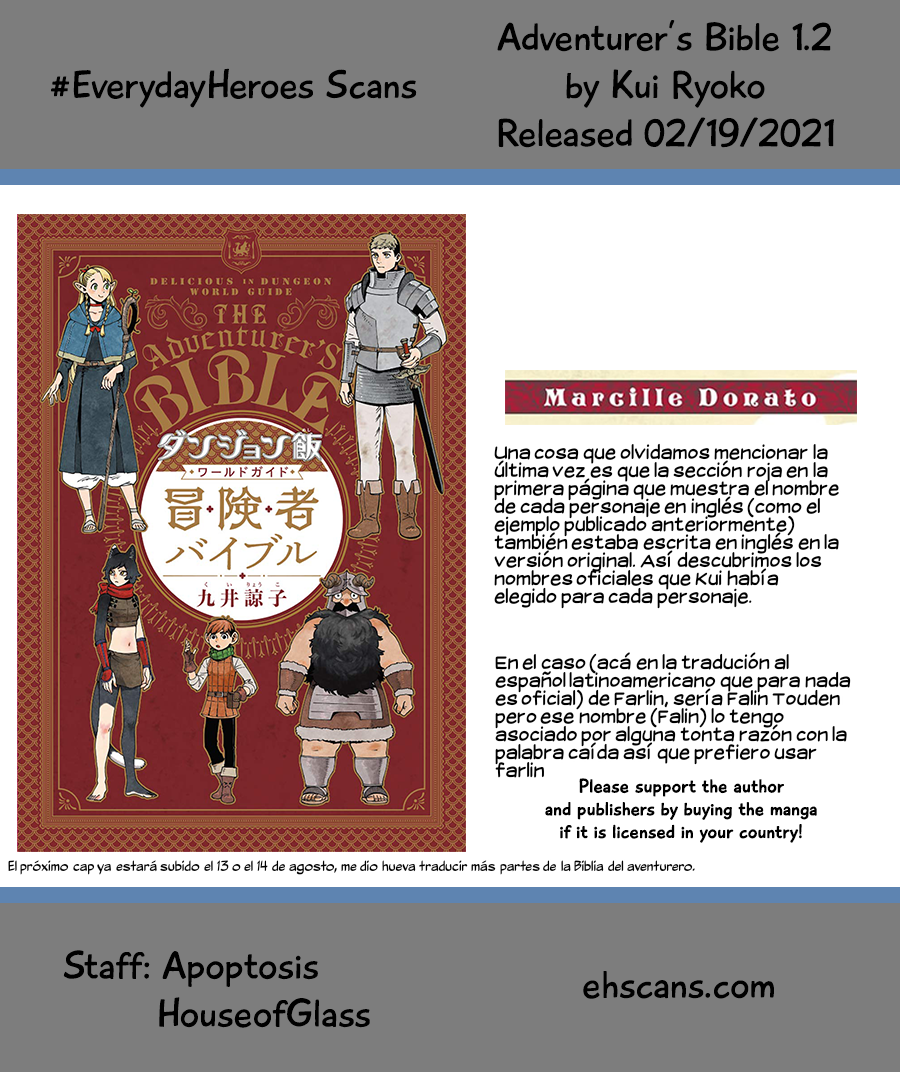 #EverydayHeroes Scans
Adventurer's Bible 1.2
by Kui Ryoko
Released 02/19/2021
DELICIOUS IN DUNGEON
WORLD GUIDE
THE
Adventurer's
BIBLE
ダンジョン飯
ワールドガイド
冒険者
バイブル
くいりょうこ
九井諒子
Marcille Donato
Una cosa que olvidamos mencionar la
última vez es que la sección roja en la
primera página que muestra el nombre
de cada personaje en inglés (como el
ejemplo publicado anteriormente)
también estaba escrita en inglés en la
versión original. Así descubrimos los
nombres oficiales que Kui había
elegido para cada personaje.
En el caso (acá en la tradución al
español latinoamericano que para nada
es oficial) de Farlin, sería Falin Touden
pero ese nombre (Falin) lo tengo
asociado por alguna tonta razón con la
palabra caída así que prefiero usar
farlin
Please support the author
and publishers by buying the manga
if it is licensed in your country!
El próximo cap ya estará subido el 13 o el 14 de agosto, me dio hueva traducir más partes de la Biblia del aventurero.
Staff: Apoptosis
HouseofGlass
ehscans.com